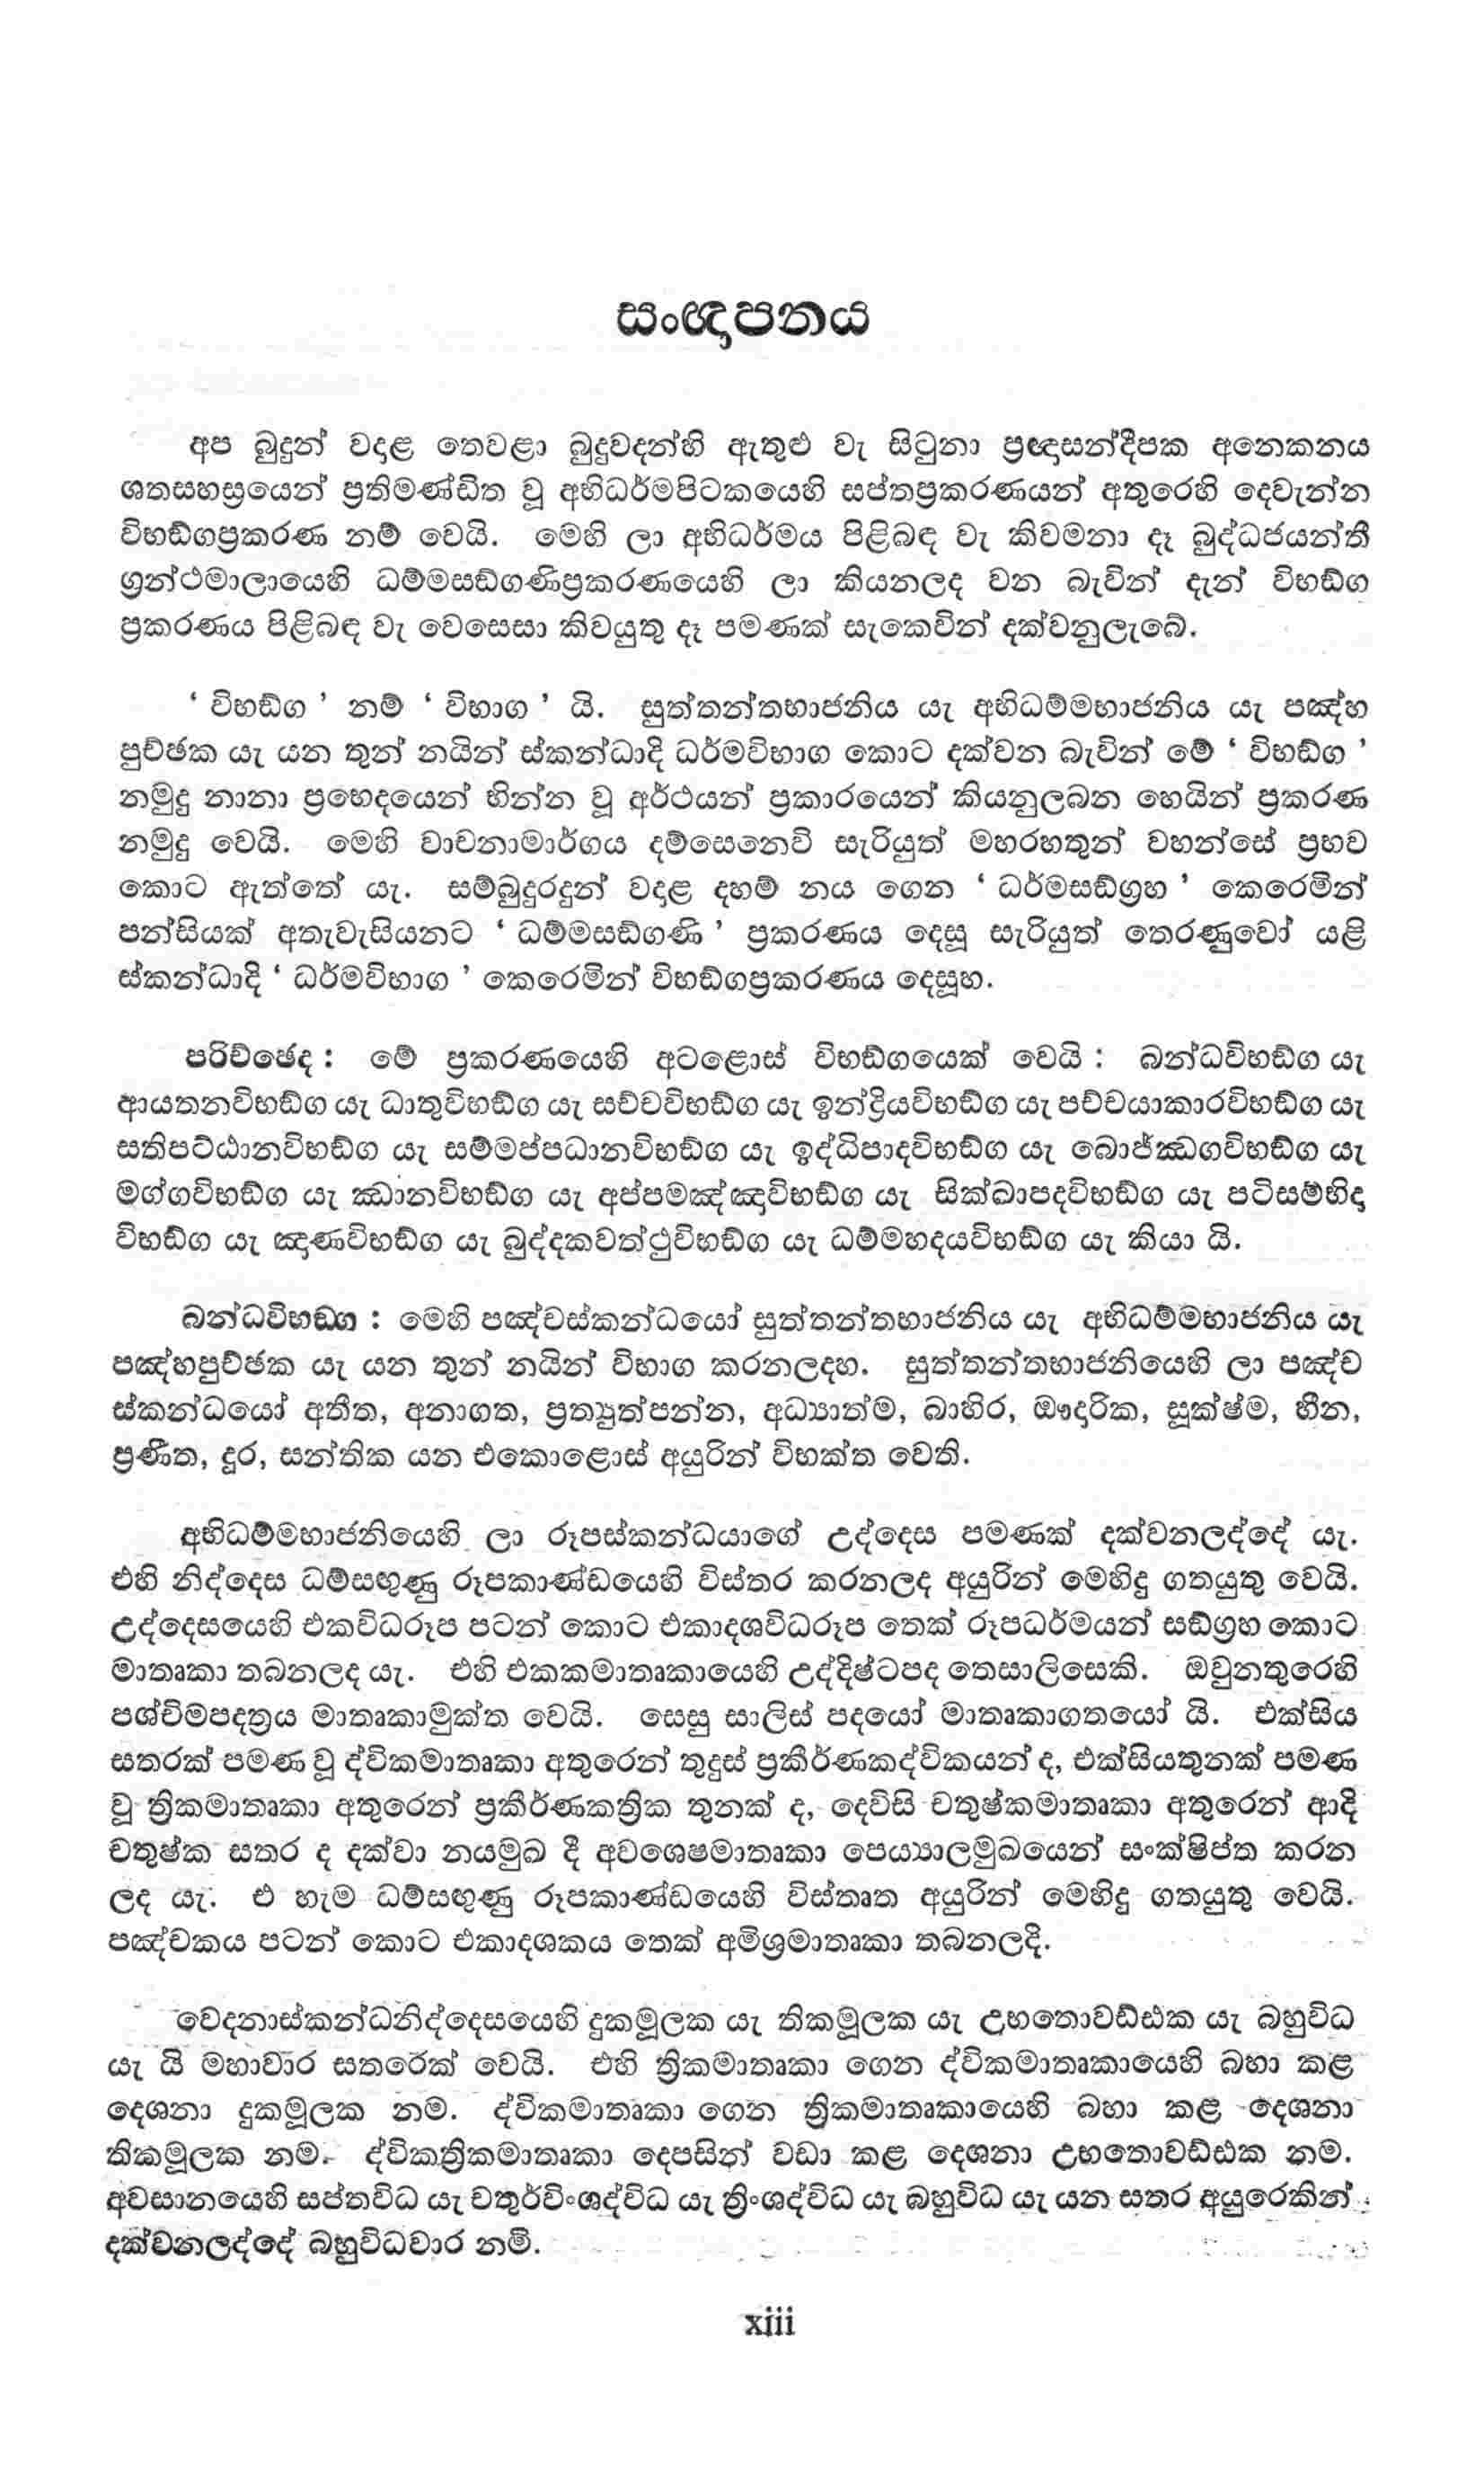 සංඥාපනය
අප බුදුන් වදාළ තෙවළා බුදුවදන්හි ඇතුළු වැ සිටුනා ප්‍රඥාසන්දීපක අනෙකනය
ශතසහස්‍රයෙන් ප්‍රතිමණ්ඩිත වූ අභිධර්මපිටකයෙහි සප්තප්‍රකරණයන් අතුරෙහි දෙවැන්න
විභඞ්ගප්‍රකරණ නම් වෙයි. මෙහි ලා අභිධර්මය පිළිබඳ වැ කිවමනා දෑ බුද්ධජයන්තී
ග්‍රන්ථමාලායෙහි ධම්මසඞ්ගණිප්‍රකරණයෙහි ලා කියනලද වන බැවින් දැන් විභඞ්ග
ප්‍රකරණය පිළිබඳ වැ වෙසෙසා කිවයුතු දෑ පමණක් සැකෙවින් දක්වනුලැබේ.
‘ විභඞ්ග ’ නම් ‘ විභාග ’ යි. සුත්තන්තභාජනිය යැ අභිධම්මභාජනිය යැ පඤ්හ
පුච්ඡක යැ යන තුන් නයින් ස්කන්ධාදි ධර්මවිභාග කොට දක්වන බැවින් මේ ‘ විභඞ්ග ’
නමුදු නානා ප්‍රභෙදයෙන් භින්න වූ අර්ථයන් ප්‍රකාරයෙන් කියනුලබන හෙයින් ප්‍රකරණ
නමුදු වෙයි. මෙහි වාචනාමාර්ගය දම්සෙනෙවි සැරියුත් මහරහතුන් වහන්සේ ප්‍රභව
කොට ඇත්තේ යැ. සම්බුදුරදුන් වදාළ දහම් නය ගෙන ‘ ධර්මසඞ්ග්‍රහ ’ කෙරෙමින්
පන්සියක් අතැවැසියනට ‘ ධම්මසඞ්ගණි ’ ප්‍රකරණය දෙසූ සැරියුත් තෙරණුවෝ යළි
ස්කන්ධාදි ‘ ධර්මවිභාග ’ කෙරෙමින් විභඞ්ගප්‍රකරණය දෙසූහ.
පරිච්ඡෙද : මේ ප්‍රකරණයෙහි අටළොස් විභඞ්ගයෙක් වෙයි : ඛන්ධවිභඞ්ග යැ
ආයතනවිභඞ්ග යැ ධාතුවිභඞ්ග යැ සච්චවිභඞ්ග යැ ඉන්ද්‍රියවිභඞ්ග යැ පච්චයාකාරවිභඞ්ග යැ
සතිපට්ඨානවිභඞ්ග යැ සම්මප්පධානවිභඞ්ග යැ ඉද්ධිපාදවිභඞ්ග යැ බොජ්ඣගවිභඞ්ග යැ
මග්ගවිභඞ්ග යැ ඣානවිභඞ්ග යැ අප්පමඤ්ඤාවිභඞ්ග යැ සික්ඛාපදවිභඞ්ග යැ පටිසම්භිදා
විභඞ්ග යැ ඤාණවිභඞ්ග යැ ඛුද්දකවත්ථුවිභඞ්ග යැ ධම්මහදයවිභඞ්ග යැ කියා යි.
ඛන්ධවිභඞ්ග : මෙහි පඤ්චස්කන්ධයෝ සුත්තන්තභාජනිය යැ අභිධම්මභාජනිය යැ
පඤ්හපුච්ඡක යැ යන තුන් නයින් විභාග කරනලදහ. සුත්තන්තභාජනියෙහි ලා පඤ්ච
ස්කන්ධයෝ අතීත, අනාගත, ප්‍රත්‍යුත්පන්න, අධ්‍යාත්ම, බාහිර, ඖදාරික, සූක්ෂ්ම, හීන,
ප්‍රණීත, දූර, සන්තික යන එකොළොස් අයුරින් විභක්ත වෙති.
අභිධම්මභාජනියෙහි ලා රූපස්කන්ධයාගේ උද්දෙස පමණක් දක්වනලද්දේ යැ.
එහි නිද්දෙස ධම්සඟුණු රූපකාණ්ඩයෙහි විස්තර කරනලද අයුරින් මෙහිදු ගතයුතු වෙයි.
උද්දෙසයෙහි එකවිධරූප පටන් කොට එකාදශවිධරූප තෙක් රූපධර්මයන් සඞ්ග්‍රහ කොට
මාතෘකා තබනලද යැ. එහි එකකමාතෘකායෙහි උද්දිෂ්ටපද තෙසාලිසෙකි. ඔවුනතුරෙහි
පශ්චිමපදත්‍රය මාතෘකාමුක්ත වෙයි. සෙසු සාලිස් පදයෝ මාතෘකාගතයෝ යි. එක්සිය
සතරක් පමණ වූ ද්විකමාතෘකා අතුරෙන් තුදුස් ප්‍රකීර්ණකද්විකයන් ද, එක්සියතුනක් පමණ
වූ ත්‍රිකමාතෘකා අතුරෙන් ප්‍රකීර්ණකත්‍රික තුනක් ද, දෙවිසි චතුෂ්කමාතෘකා අතුරෙන් ආදි
චතුෂ්ක සතර ද දක්වා නයමුඛ දී අවශෙෂමාතෘකා පෙය්‍යාලමුඛයෙන් සංක්ෂිප්ත කරන
ලද යැ. එ හැම ධම්සඟුණු රූපකාණ්ඩයෙහි විස්තෘත අයුරින් මෙහිදු ගතයුතු වෙයි.
පඤ්චකය පටන් කොට එකාදශකය තෙක් අමිශ්‍රමාතෘකා තබනලදි.
වෙදනාස්කන්ධනිද්දෙසයෙහි දුකමූලක යැ තිකමූලක යැ උභතොවඩ්ඪක යැ බහුවිධ
යැ යි මහාවාර සතරෙක් වෙයි. එහි ත්‍රිකමාතෘකා ගෙන ද්විකමාතෘකායෙහි බහා කළ
දෙශනා දුකමූලක නම. ද්විකමාතෘකා ගෙන ත්‍රිකමාතෘකායෙහි බහා කළ දෙශනා
තිකමූලක නම. ද්විකත්‍රිකමාතෘකා දෙපසින් වඩා කළ දෙශනා උභතොවඩ්ඪක නම.
අවසානයෙහි සප්තවිධ යැ චතුර්විංශද්විධ යැ ත්‍රිංශද්විධ යැ බහුවිධ යැ යන සතර අයුරෙකින්
දක්වනලද්දේ බහුවිධවාර නමි.
xiii